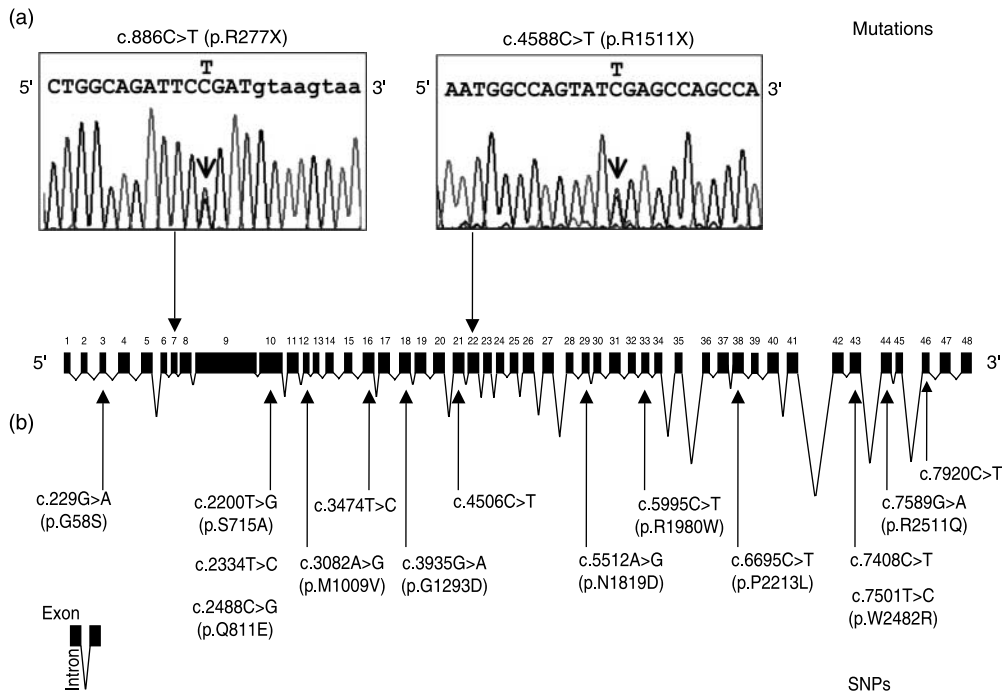 (a)
Mutations
c.886C>T (p.R277X)
T
5' CTGGCAGATTCCGATgtaagtaa 3'
c.4588C>T (p.R1511X)
T
5' AATGGCCAGTATCGAGCCAGCCA 3'
1 2 3 4 5 6 7 8 9 10 11 12 13 14 15 16 17 18 19 20 21 22 23 24 25 26 27 28 29 30 31 32 33 34 35 36 37 38 39 40 41 42 43 44 45 46 47 48
5' 3'
(b)
c.229G>A
(p.G58S)
c.2200T>G
(p.S715A)
c.2334T>C
c.2488C>G
(p.Q811E)
c.3082A>G
(p.M1009V)
c.3474T>C
c.3935G>A
(p.G1293D)
c.4506C>T
c.5512A>G
(p.N1819D)
c.5995C>T
(p.R1980W)
c.6695C>T
(p.P2213L)
c.7408C>T
c.7501T>C
(p.W2482R)
c.7589G>A
(p.R2511Q)
c.7920C>T
Exon
Intron
SNPs